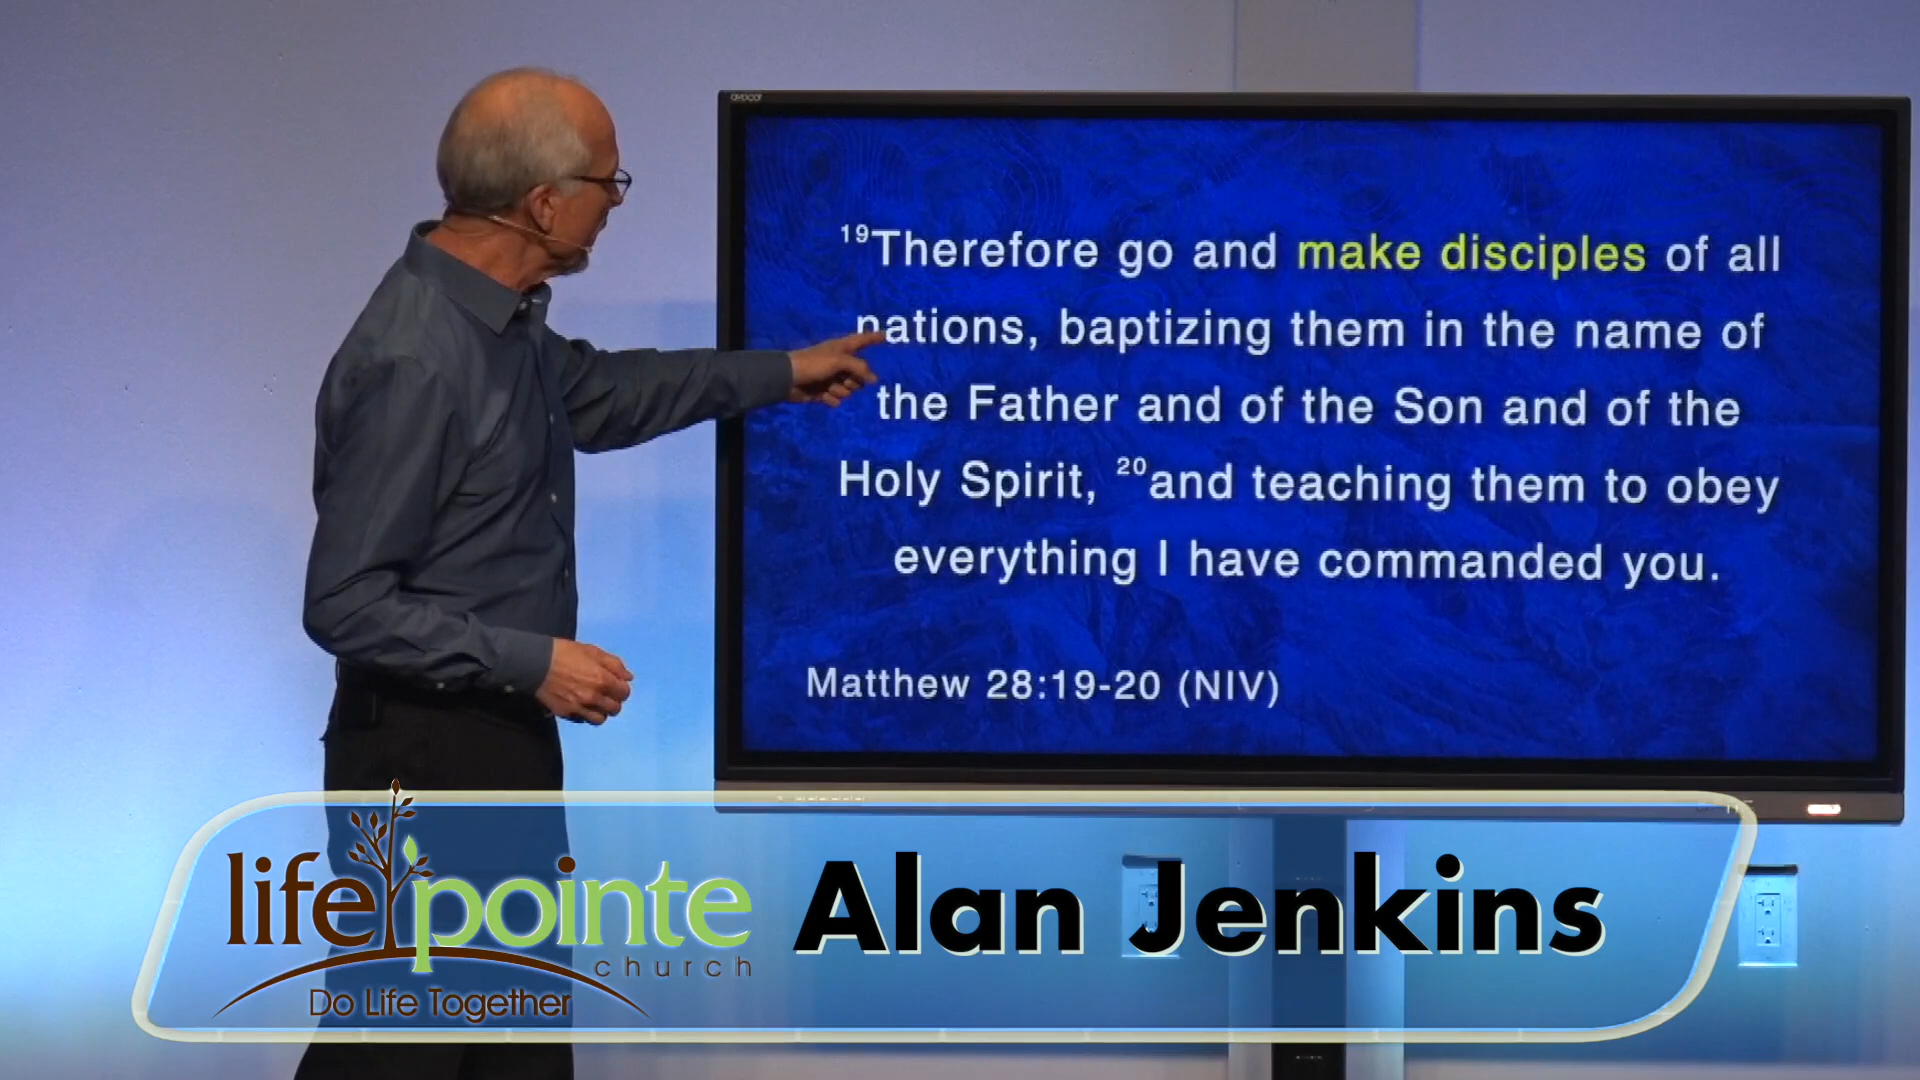 avocor
19Therefore go and make disciples of all
nations, baptizing them in the name of
the Father and of the Son and of the
Holy Spirit, 20and teaching them to obey
everything I have commanded you.
Matthew 28:19-20 (NIV)
lifepointe
church
Do Life Together
Alan Jenkins